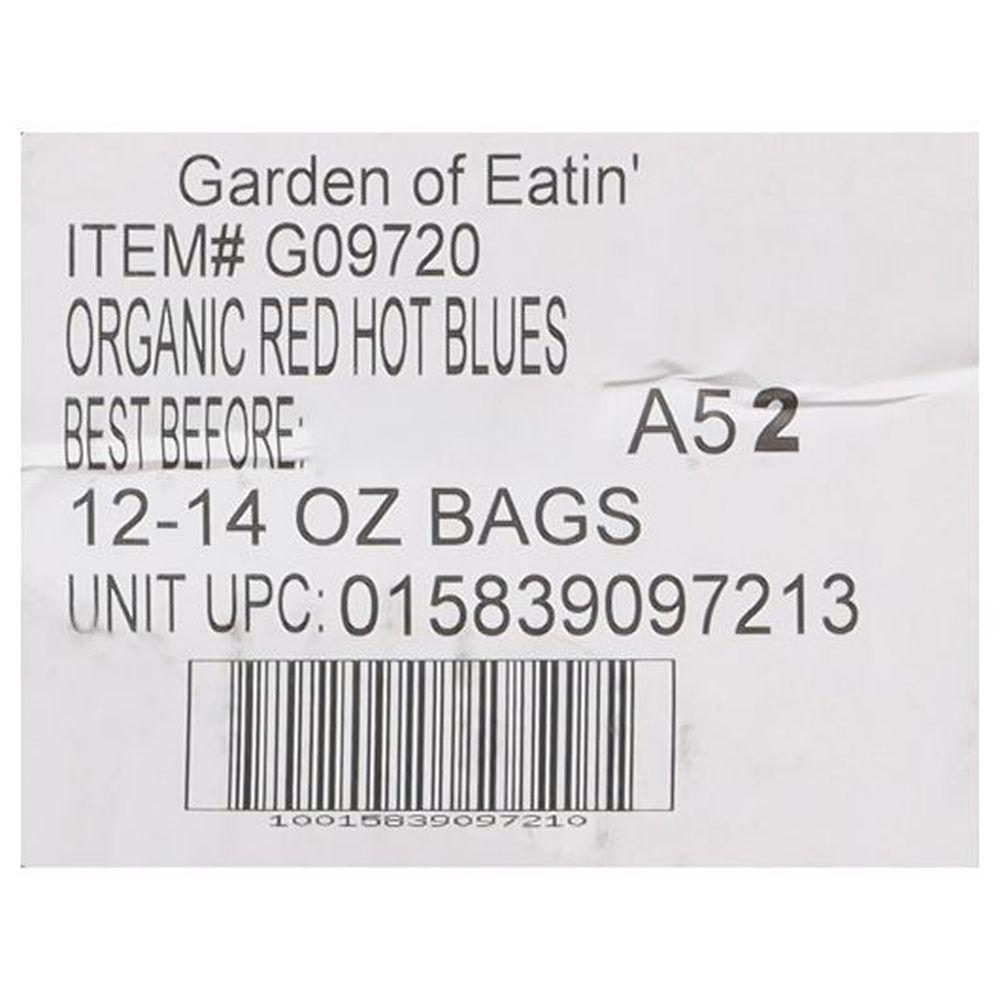 Garden of Eatin'
ITEM# G09720
ORGANIC RED HOT BLUES
BEST BEFORE:
A52
12-14 OZ BAGS
UNIT UPC: 015839097213
10015839097210